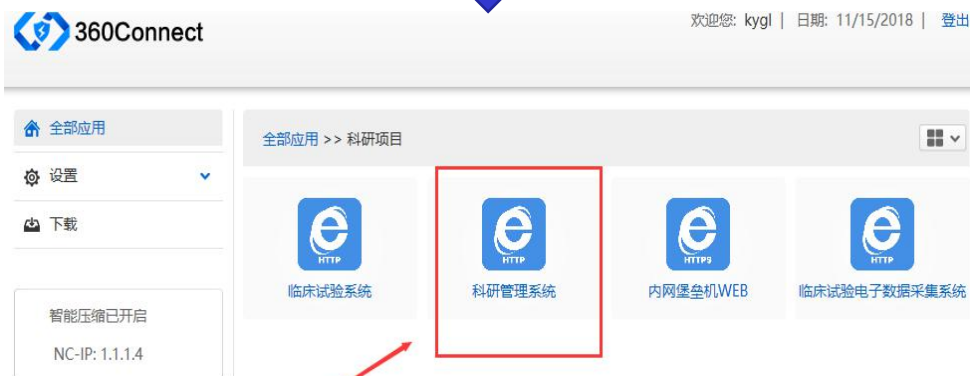 360Connect
欢迎您: kygl | 日期: 11/15/2018 | 登出
全部应用
设置
下载
智能压缩已开启
NC-IP: 1.1.1.4
全部应用 >> 科研项目
HTTP
HTTP
HTTPS
HTTP
临床试验系统
科研管理系统
内网堡垒机WEB
临床试验电子数据采集系统